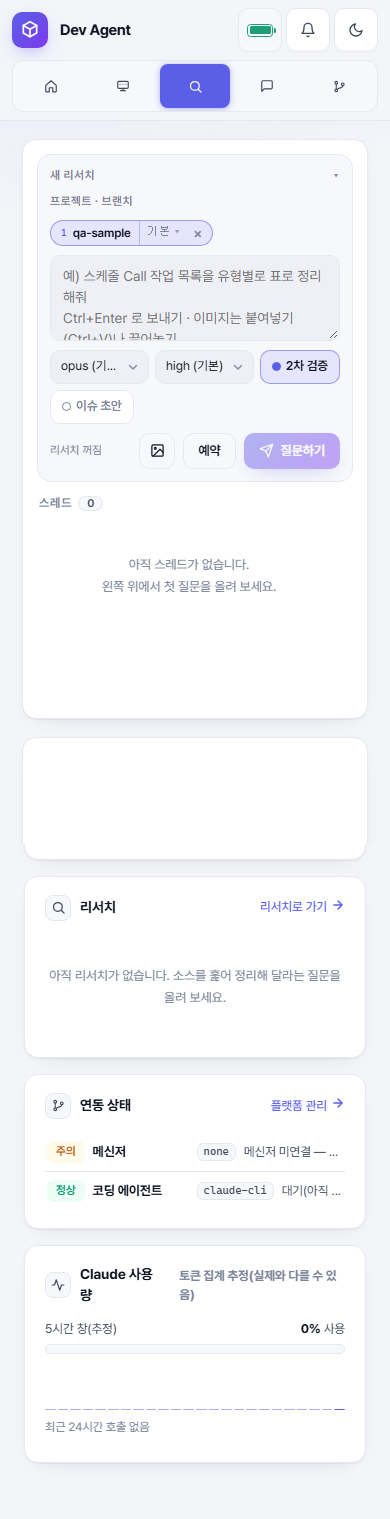 Dev Agent
새 리서치
프로젝트 · 브랜치
1 qa-sample 기본 ×
예) 스케줄 Call 작업 목록을 유형별로 표로 정리
해줘
Ctrl+Enter 로 보내기 · 이미지는 붙여넣기
(Ctrl+V)나 끌어놓기
opus (기... high (기본) 2차 검증
이슈 초안
리서치 꺼짐 예약 질문하기
스레드 0
아직 스레드가 없습니다.
왼쪽 위에서 첫 질문을 올려 보세요.
리서치 리서치로 가기 →
아직 리서치가 없습니다. 소스를 훑어 정리해 달라는 질문을
올려 보세요.
연동 상태 플랫폼 관리 →
주의 메신저 none 메신저 미연결 — ...
정상 코딩 에이전트 claude-cli 대기(아직 ...
Claude 사용
량
토큰 집계 추정(실제와 다를 수 있
음)
5시간 창(추정) 0% 사용
최근 24시간 호출 없음